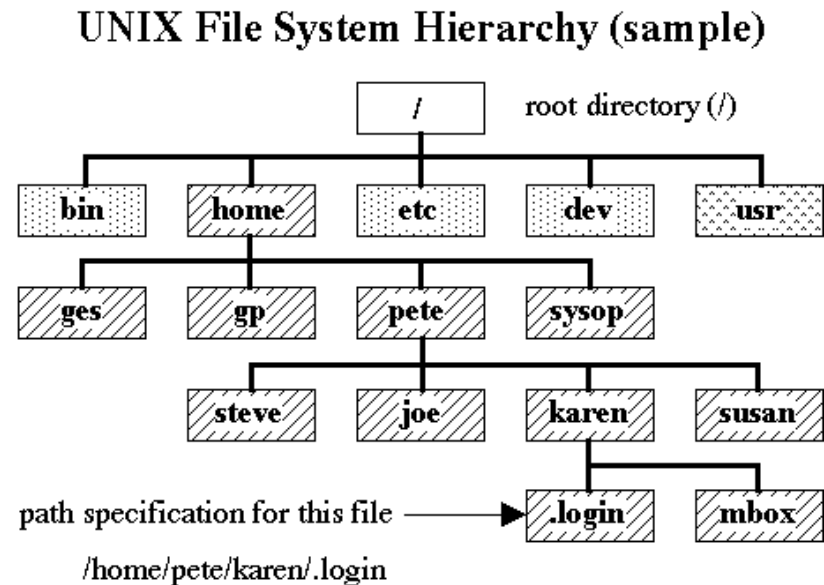 UNIX File System Hierarchy (sample)
/ root directory (/)
bin home etc dev usr
ges gp pete sysop
steve joe karen susan
path specification for this file .login mbox
/home/pete/karen/.login